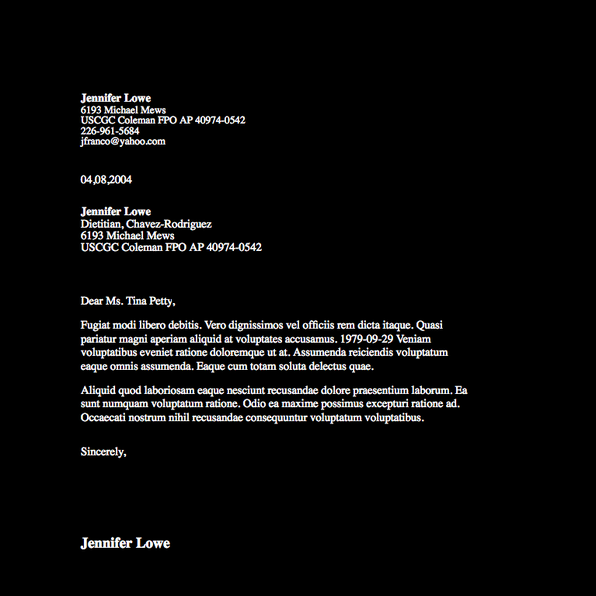 Jennifer Lowe
6193 Michael Mews
USCGC Coleman FPO AP 40974-0542
226-961-5684
jfranco@yahoo.com
04,08,2004
Jennifer Lowe
Dietitian, Chavez-Rodriguez
6193 Michael Mews
USCGC Coleman FPO AP 40974-0542
Dear Ms. Tina Petty,
Fugiat modi libero debitis. Vero dignissimos vel officiis rem dicta itaque. Quasi
pariatur magni aperiam aliquid at voluptates accusamus. 1979-09-29 Veniam
voluptatibus eveniet ratione doloremque ut at. Assumenda reiciendis voluptatum
eaque omnis assumenda. Eaque cum totam soluta delectus quae.
Aliquid quod laboriosam eaque nesciunt recusandae dolore praesentium laborum. Ea
sunt numquam voluptatum ratione. Odio ea maxime possimus excepturi ratione ad.
Occaecati nostrum nihil recusandae consequuntur voluptatum voluptatibus.
Sincerely,
Jennifer Lowe